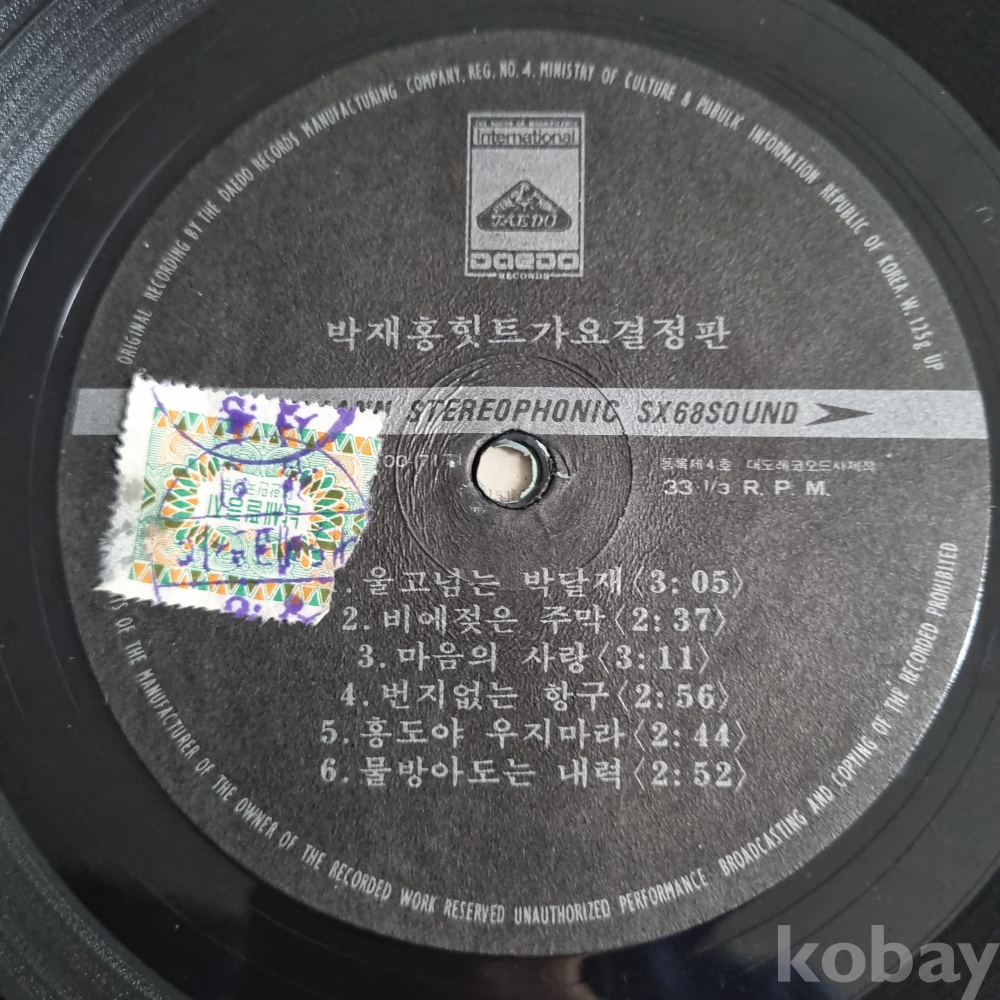 ORIGINAL RECORDING BY THE DAEDO RECORDS MANUFACTURING COMPANY. REG. NO. 4. MINISTRY OF CULTURE & PUBULK INFORMATION REPUBLIC OF KOREA. W. 125g UP
International
TAEDO
DAEDO
RECORDS
박재홍힛트가요결정판
STEREOPHONIC SX68SOUND
등록제4호 대도레코오드사제작
33 1/3 R. P. M.
울고넘는 박달재〈3: 05〉
2. 비에젖은 주막〈2: 37〉
3. 마음의 사랑〈3: 11〉
4. 번지없는 항구〈2: 56〉
5. 홍도야 우지마라〈2: 44〉
6. 물방아도는 내력〈2: 52〉
OF THE MANUFACTURER OF THE OWNER OF THE RECORDED WORK RESERVED UNAUTHORIZED PERFORMANCE BROADCASTING AND COPTING OF THE RECORDED PROHIBITED
kobay